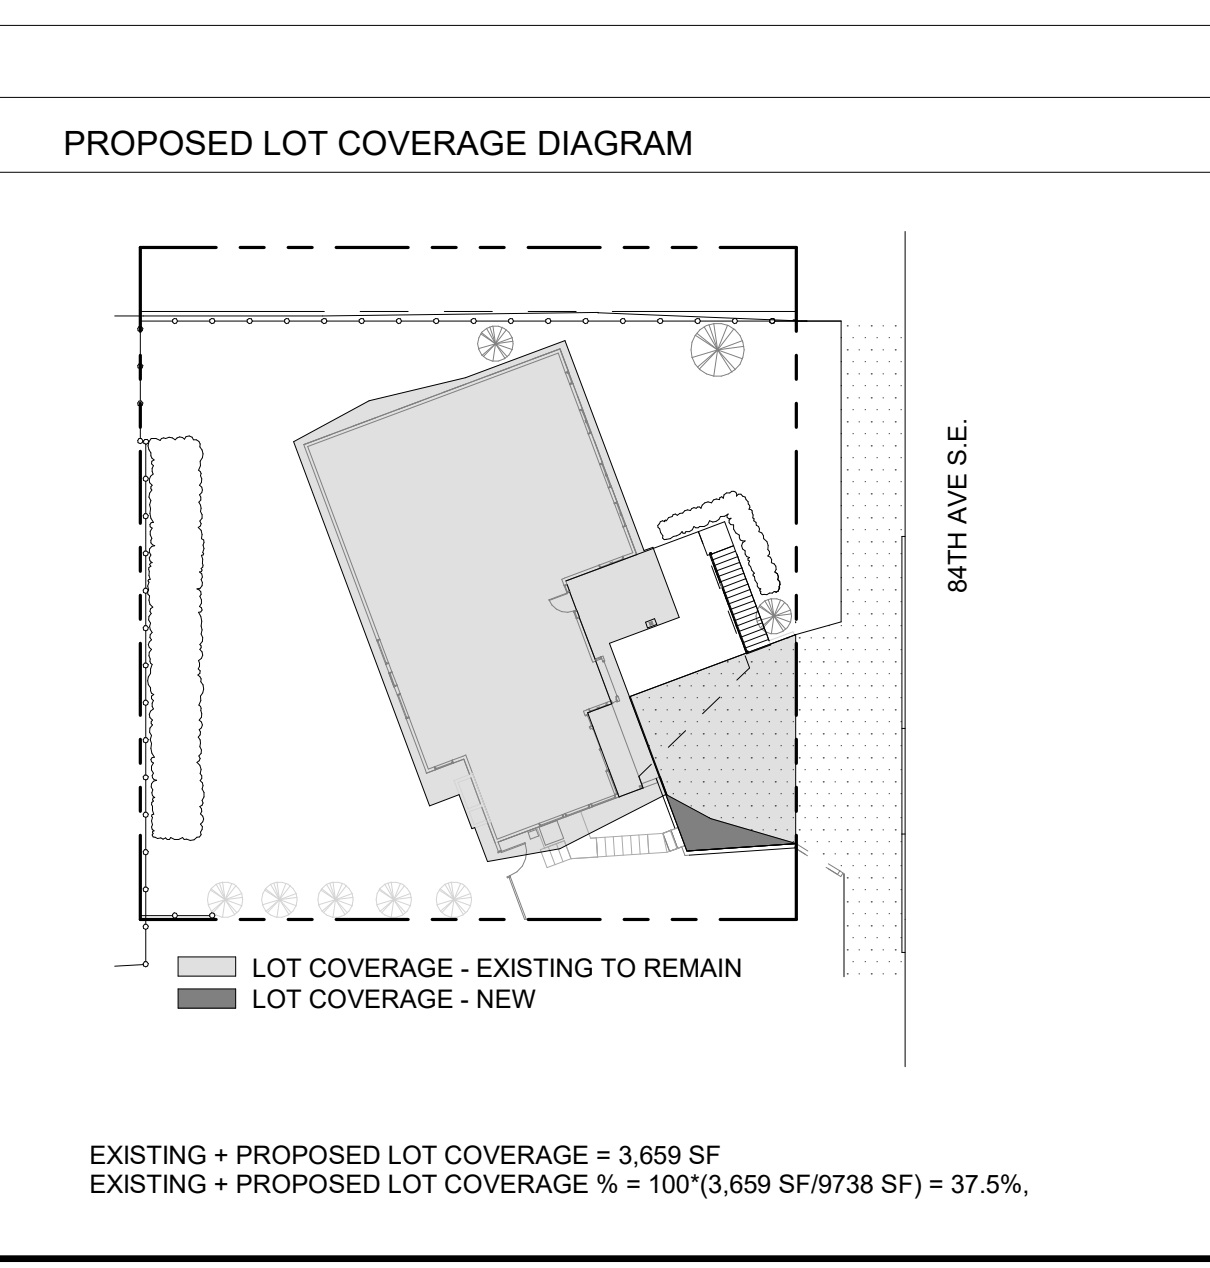 PROPOSED LOT COVERAGE DIAGRAM
84TH AVE S.E.
LOT COVERAGE - EXISTING TO REMAIN
LOT COVERAGE - NEW
EXISTING + PROPOSED LOT COVERAGE = 3,659 SF
EXISTING + PROPOSED LOT COVERAGE % = 100*(3,659 SF/9738 SF) = 37.5%,